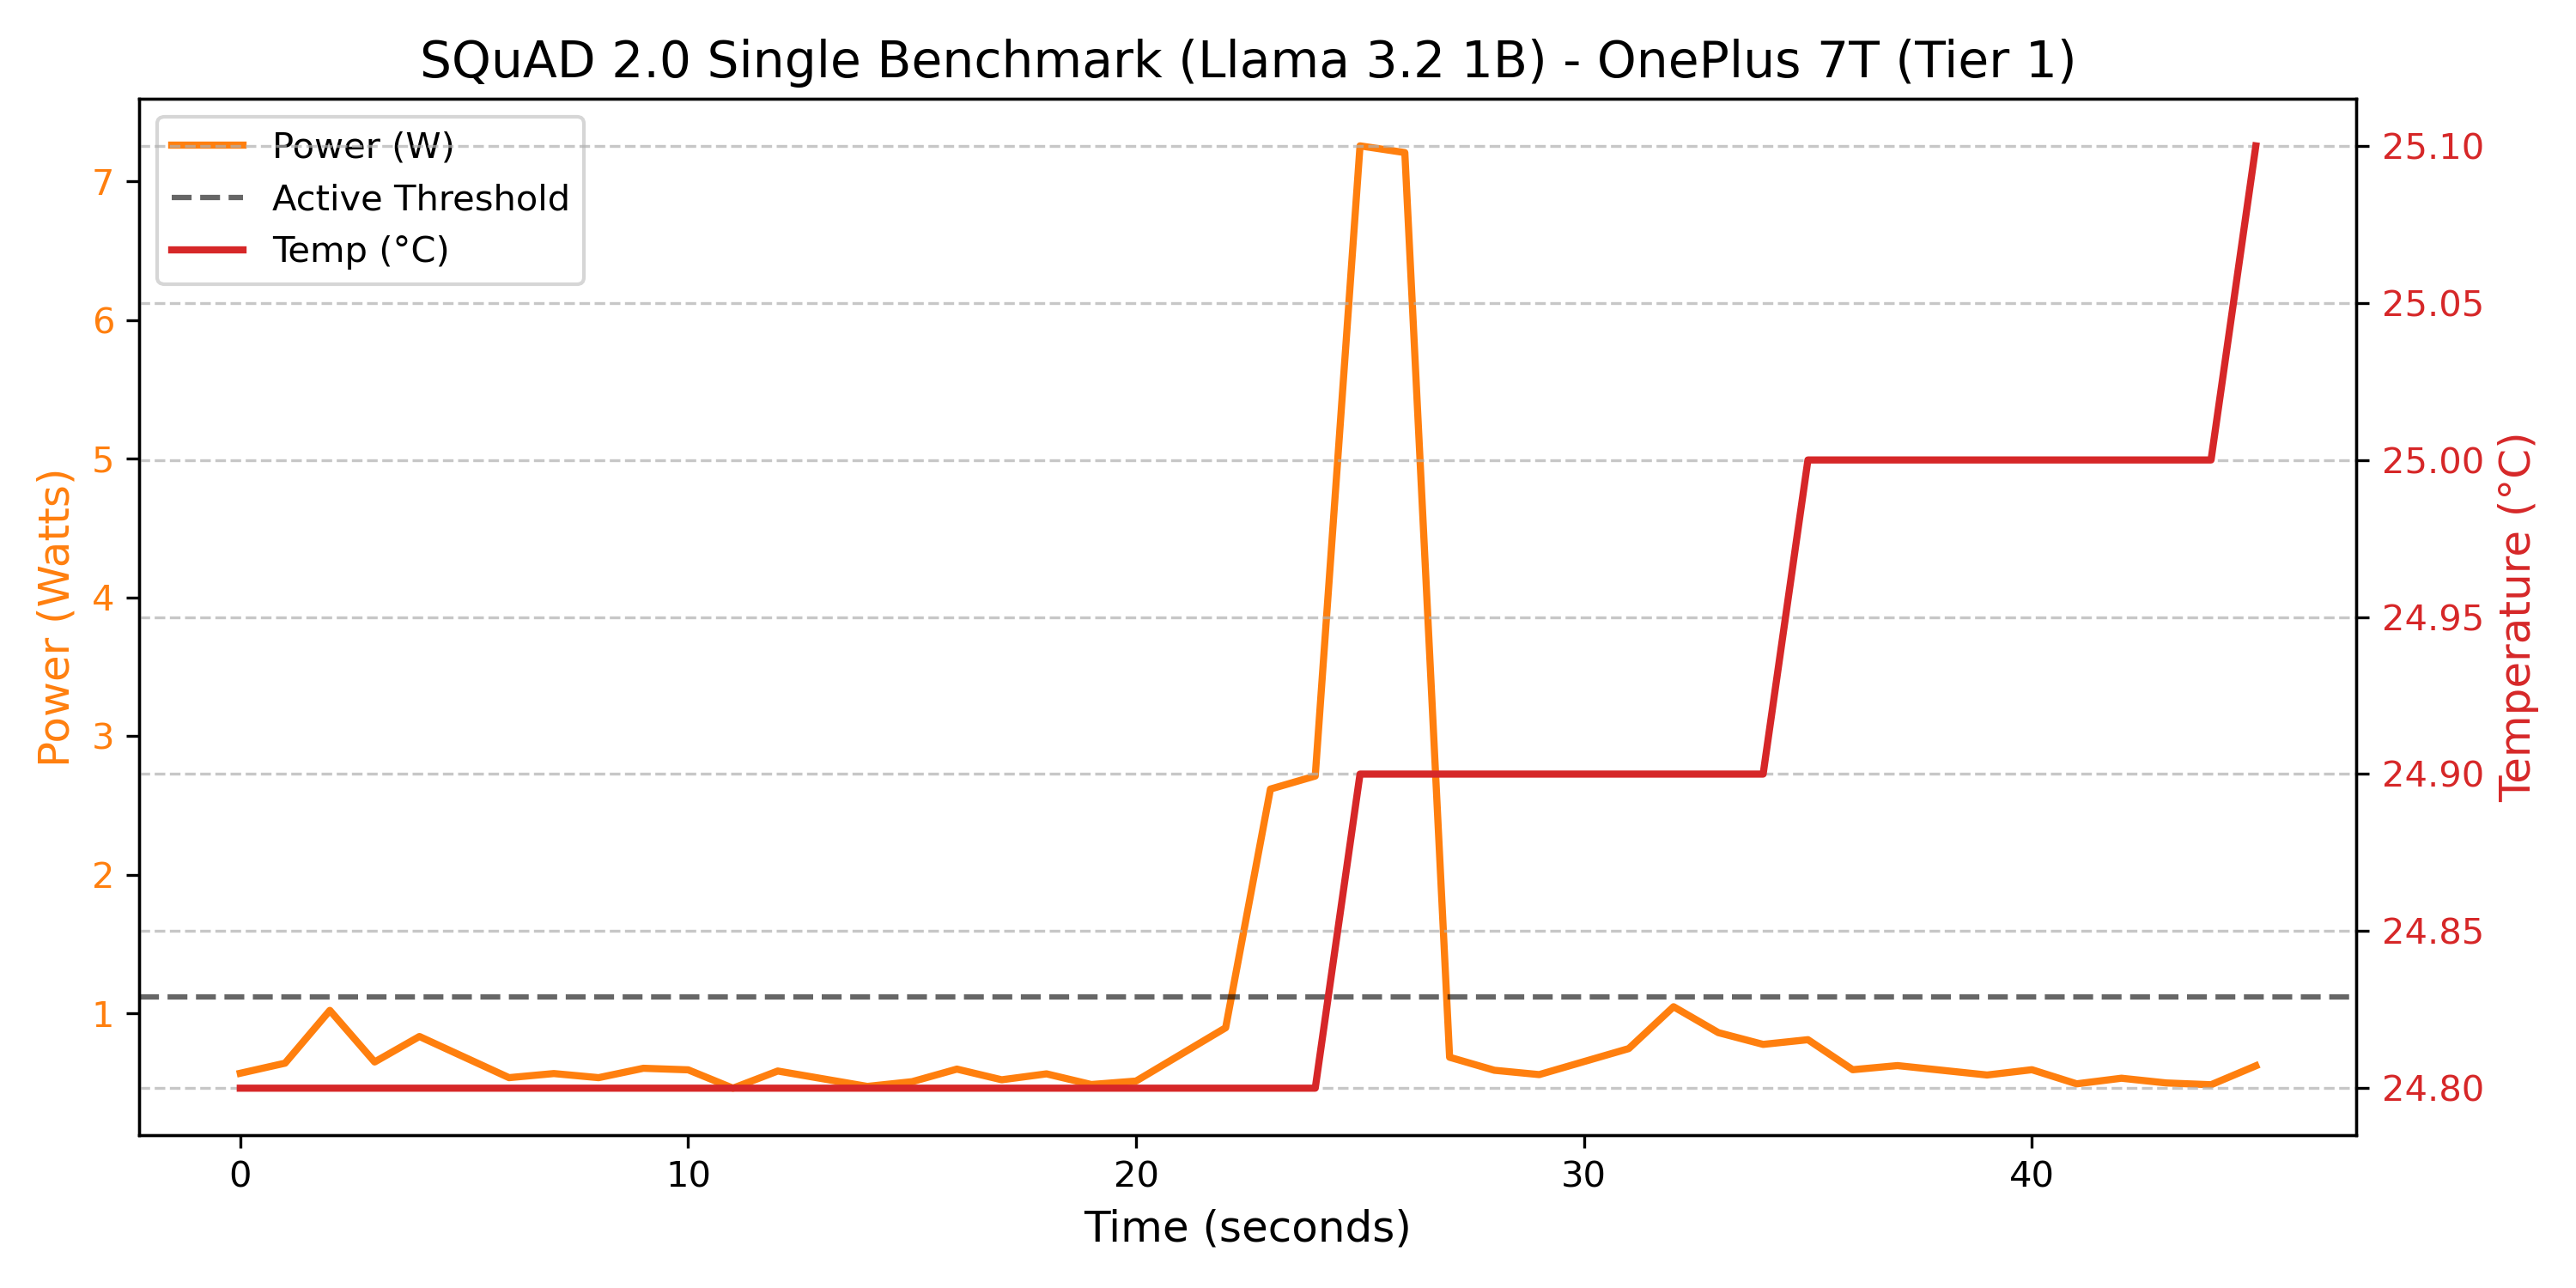 SQuAD 2.0 Single Benchmark (Llama 3.2 1B) - OnePlus 7T (Tier 1)
Power (W)
Active Threshold
Temp (°C)
7
6
5
4
3
2
1
Power (Watts)
25.10
25.05
25.00
24.95
24.90
24.85
24.80
Temperature (°C)
0 10 20 30 40
Time (seconds)